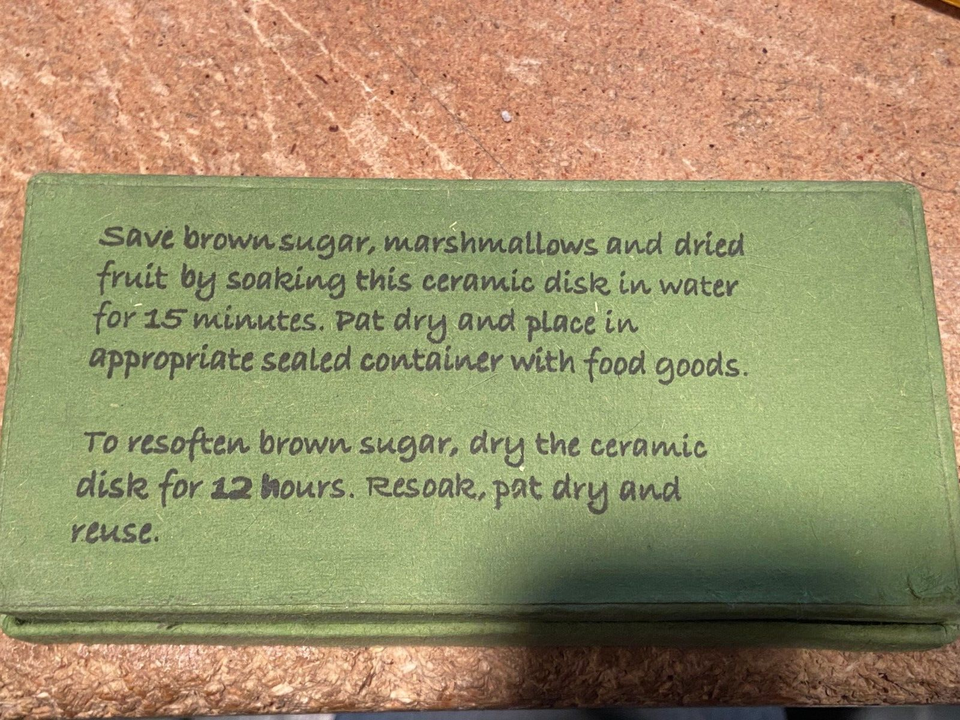 Save brown sugar, marshmallows and dried
fruit by soaking this ceramic disk in water
for 15 minutes. Pat dry and place in
appropriate sealed container with food goods.
To resoften brown sugar, dry the ceramic
disk for 12 hours. Resoak, pat dry and
reuse.